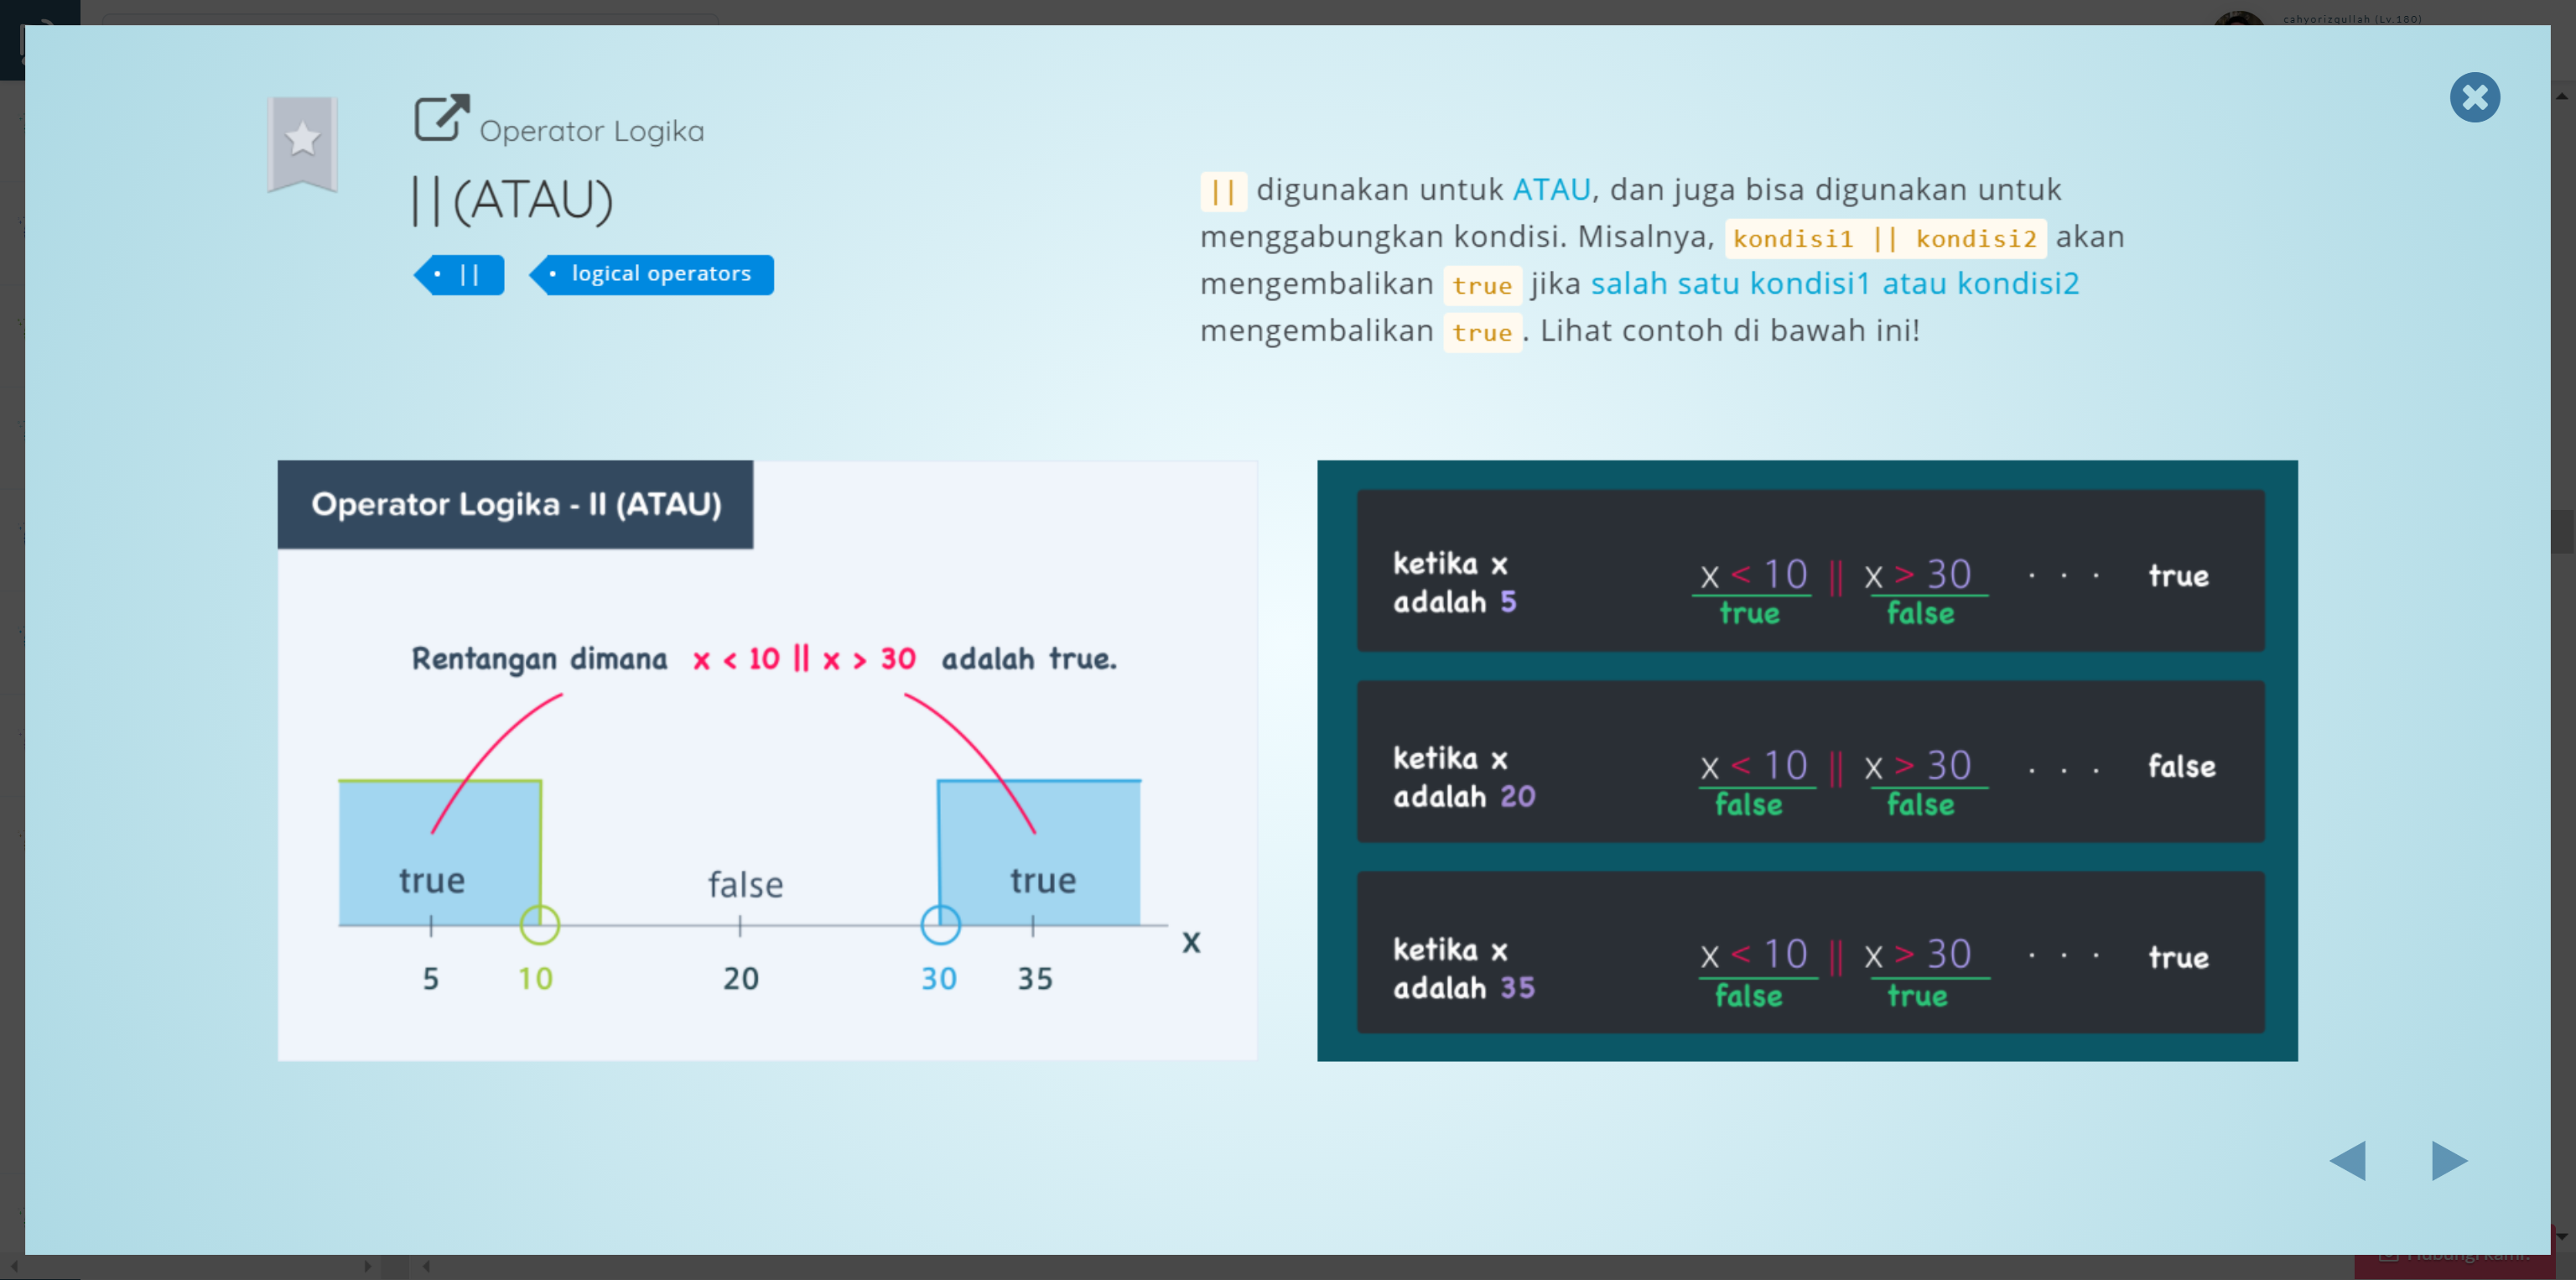 cahyorizqullah (Lv.180)
Operator Logika
||(ATAU)
||
logical operators
|| digunakan untuk ATAU, dan juga bisa digunakan untuk
menggabungkan kondisi. Misalnya, kondisi1 || kondisi2 akan
mengembalikan true jika salah satu kondisi1 atau kondisi2
mengembalikan true. Lihat contoh di bawah ini!
Operator Logika - II (ATAU)
Rentangan dimana x < 10 || x > 30 adalah true.
true false true
x
5 10 20 30 35
ketika x
adalah 5
x < 10 || x > 30 · · · true
true false
ketika x
adalah 20
x < 10 || x > 30 · · · false
false false
ketika x
adalah 35
x < 10 || x > 30 · · · true
false true
Hubungi kami!